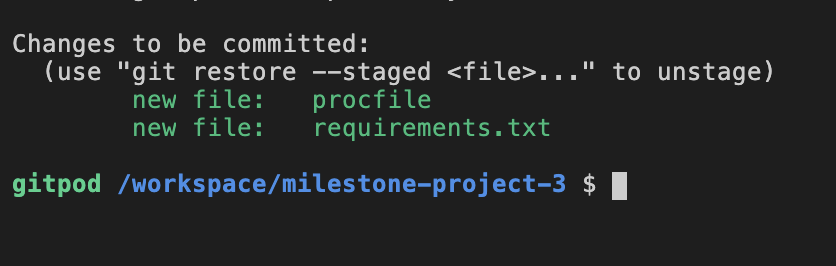 Changes to be committed:
(use "git restore --staged <file>..." to unstage)
new file: procfile
new file: requirements.txt
gitpod /workspace/milestone-project-3 $